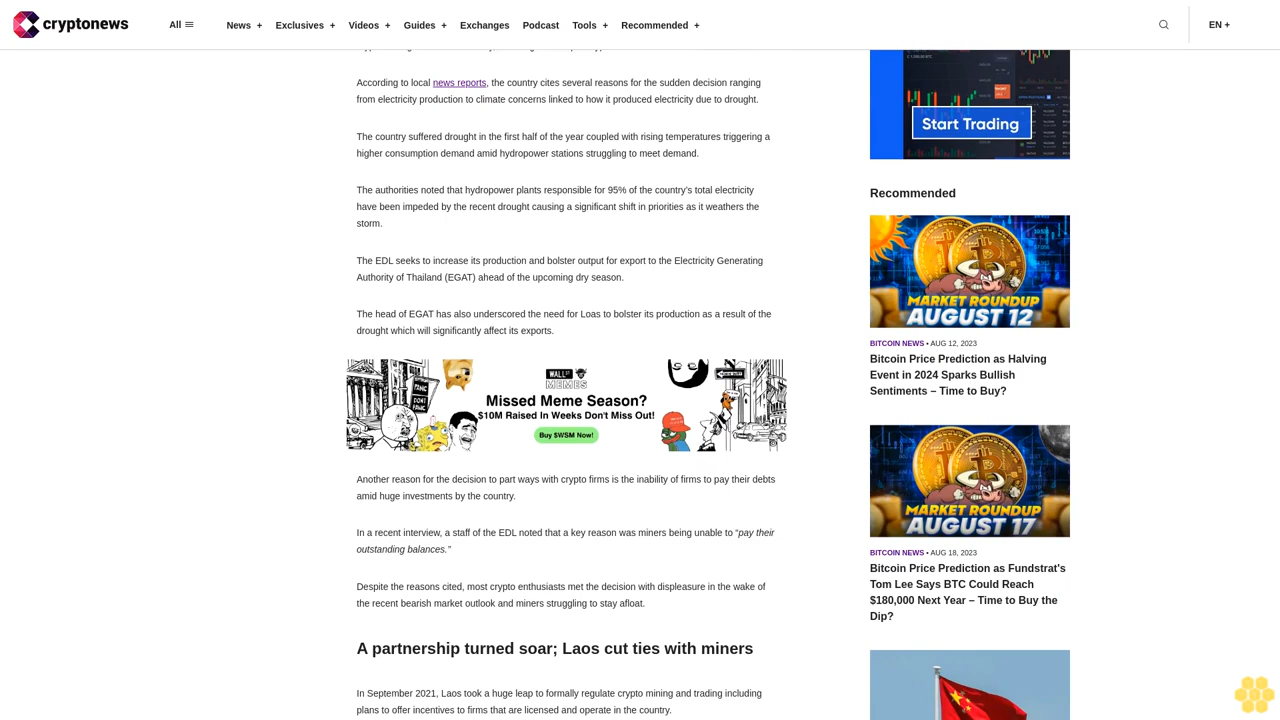 cryptonews
All
News +
Exclusives +
Videos +
Guides +
Exchanges
Podcast
Tools +
Recommended +
EN +
According to local news reports, the country cites several reasons for the sudden decision ranging
from electricity production to climate concerns linked to how it produced electricity due to drought.
The country suffered drought in the first half of the year coupled with rising temperatures triggering a
higher consumption demand amid hydropower stations struggling to meet demand.
The authorities noted that hydropower plants responsible for 95% of the country's total electricity
have been impeded by the recent drought causing a significant shift in priorities as it weathers the
storm.
The EDL seeks to increase its production and bolster output for export to the Electricity Generating
Authority of Thailand (EGAT) ahead of the upcoming dry season.
The head of EGAT has also underscored the need for Loas to bolster its production as a result of the
drought which will significantly affect its exports.
PANIC
DON'T
PANIC
WALL ST
MEMES
Missed Meme Season?
$10M Raised In Weeks Don't Miss Out!
Buy $WSM Now!
Another reason for the decision to part ways with crypto firms is the inability of firms to pay their debts
amid huge investments by the country.
In a recent interview, a staff of the EDL noted that a key reason was miners being unable to “pay their
outstanding balances.”
Despite the reasons cited, most crypto enthusiasts met the decision with displeasure in the wake of
the recent bearish market outlook and miners struggling to stay afloat.
A partnership turned soar; Laos cut ties with miners
In September 2021, Laos took a huge leap to formally regulate crypto mining and trading including
plans to offer incentives to firms that are licensed and operate in the country.
Start Trading
Recommended
MARKET ROUNDUP
AUGUST 12
BITCOIN NEWS • AUG 12, 2023
Bitcoin Price Prediction as Halving
Event in 2024 Sparks Bullish
Sentiments – Time to Buy?
MARKET ROUNDUP
AUGUST 17
BITCOIN NEWS • AUG 18, 2023
Bitcoin Price Prediction as Fundstrat's
Tom Lee Says BTC Could Reach
$180,000 Next Year – Time to Buy the
Dip?